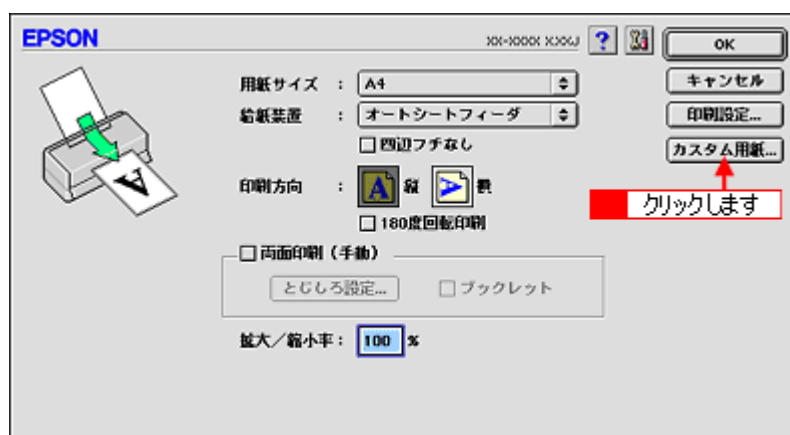 EPSON
XX-XXXX X.XXJ
?
OK
用紙サイズ : A4
キャンセル
給紙装置 : オートシートフィーダ
印刷設定...
四辺フチなし
カスタム用紙...
印刷方向 : A 縦 A 横
クリックします
180度回転印刷
両面印刷(手動)
とじしろ設定...
ブックレット
拡大/縮小率: 100 %
A